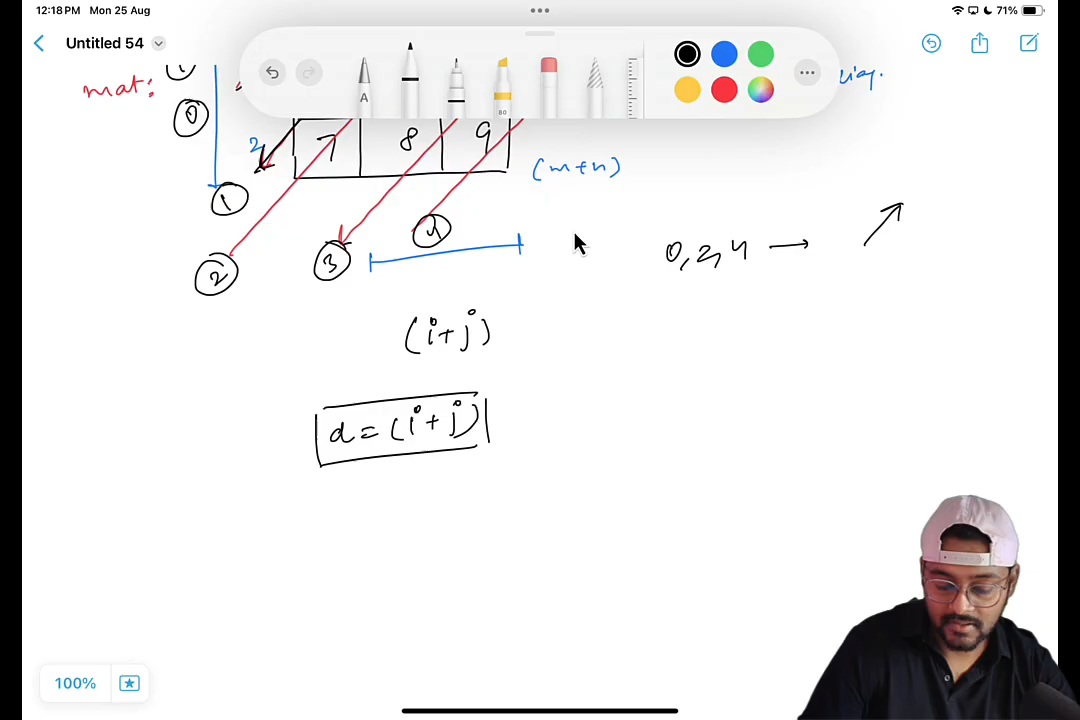 12:18 PM Mon 25 Aug
71%
Untitled 54
A
80
mat:
0
2
7 8 9
(m+n)
1
4
2
3
0, 2, 4 →
(i+j)
d = (i+j)
100%